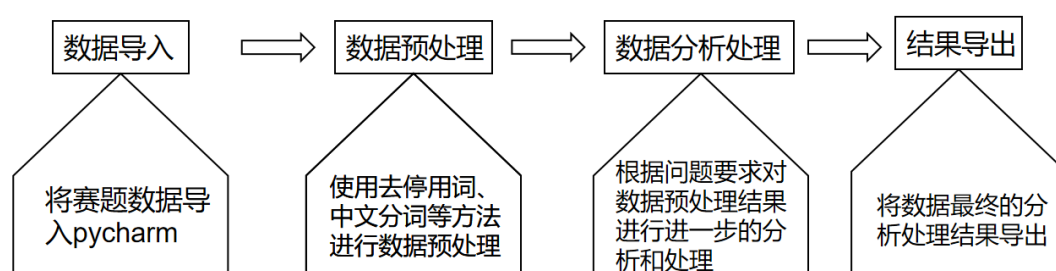 数据导入
数据预处理
数据分析处理
结果导出
将赛题数据导
入pycharm
使用去停用词、
中文分词等方法
进行数据预处理
根据问题要求对
数据预处理结果
进行进一步的分
析和处理
将数据最终的分
析处理结果导出